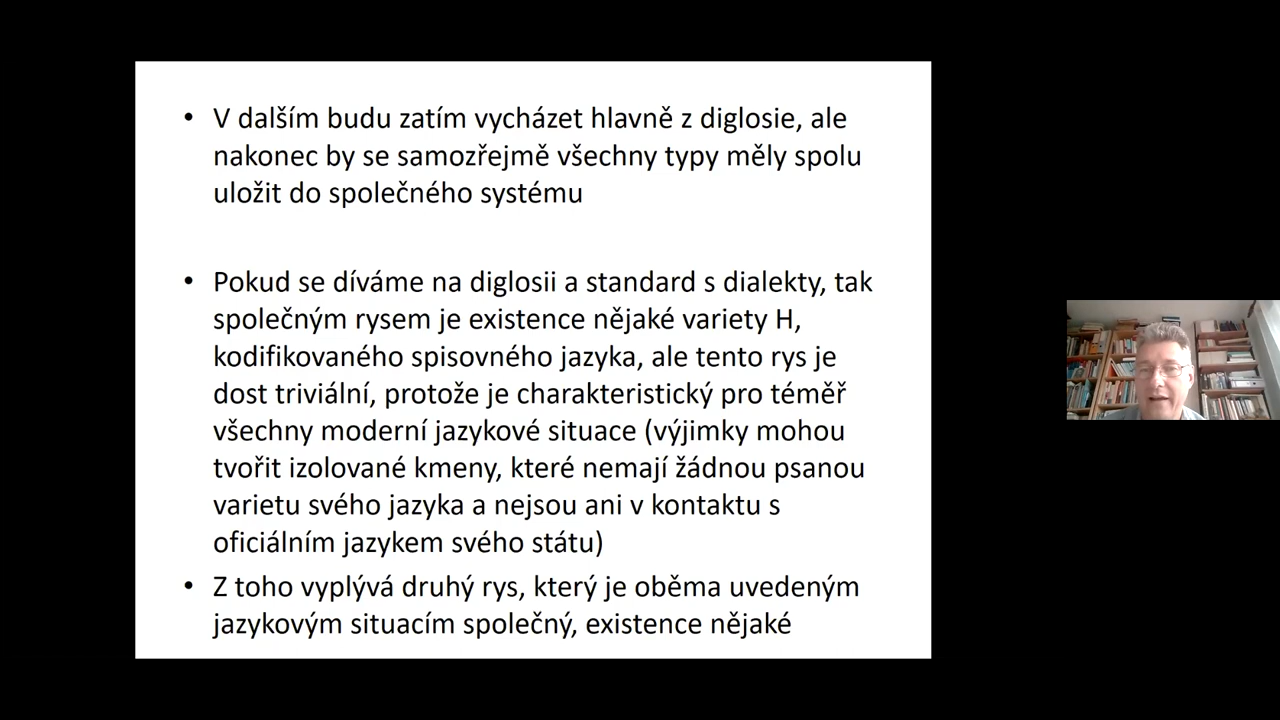 • V dalším budu zatím vycházet hlavně z diglosie, ale
nakonec by se samozřejmě všechny typy měly spolu
uložit do společného systému
• Pokud se díváme na diglosii a standard s dialekty, tak
společným rysem je existence nějaké variety H,
kodifikovaného spisovného jazyka, ale tento rys je
dost triviální, protože je charakteristický pro téměř
všechny moderní jazykové situace (výjimky mohou
tvořit izolované kmeny, které nemají žádnou psanou
varietu svého jazyka a nejsou ani v kontaktu s
oficiálním jazykem svého státu)
• Z toho vyplývá druhý rys, který je oběma uvedeným
jazykovým situacím společný, existence nějaké